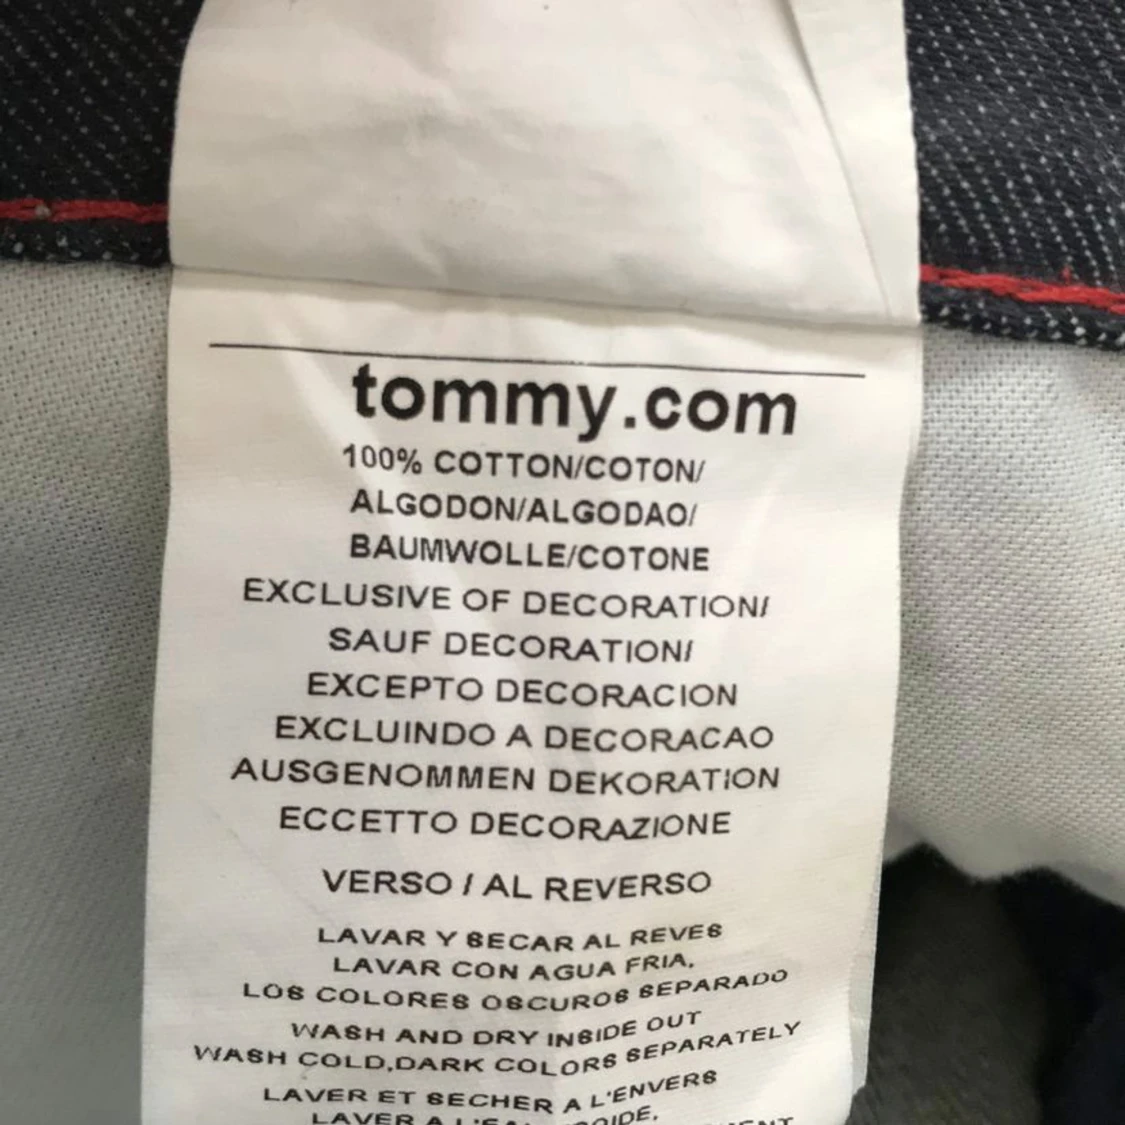 tommy.com
100% COTTON/COTON/
ALGODON/ALGODAO/
BAUMWOLLE/COTONE
EXCLUSIVE OF DECORATION/
SAUF DECORATION/
EXCEPTO DECORACION
EXCLUINDO A DECORACAO
AUSGENOMMEN DEKORATION
ECCETTO DECORAZIONE
VERSO / AL REVERSO
LAVAR Y SECAR AL REVES
LAVAR CON AGUA FRIA,
LOS COLORES OSCUROS SEPARADO
WASH AND DRY INSIDE OUT
WASH COLD,DARK COLORS SEPARATELY
LAVER ET SECHER A L'ENVERS
LAVER A